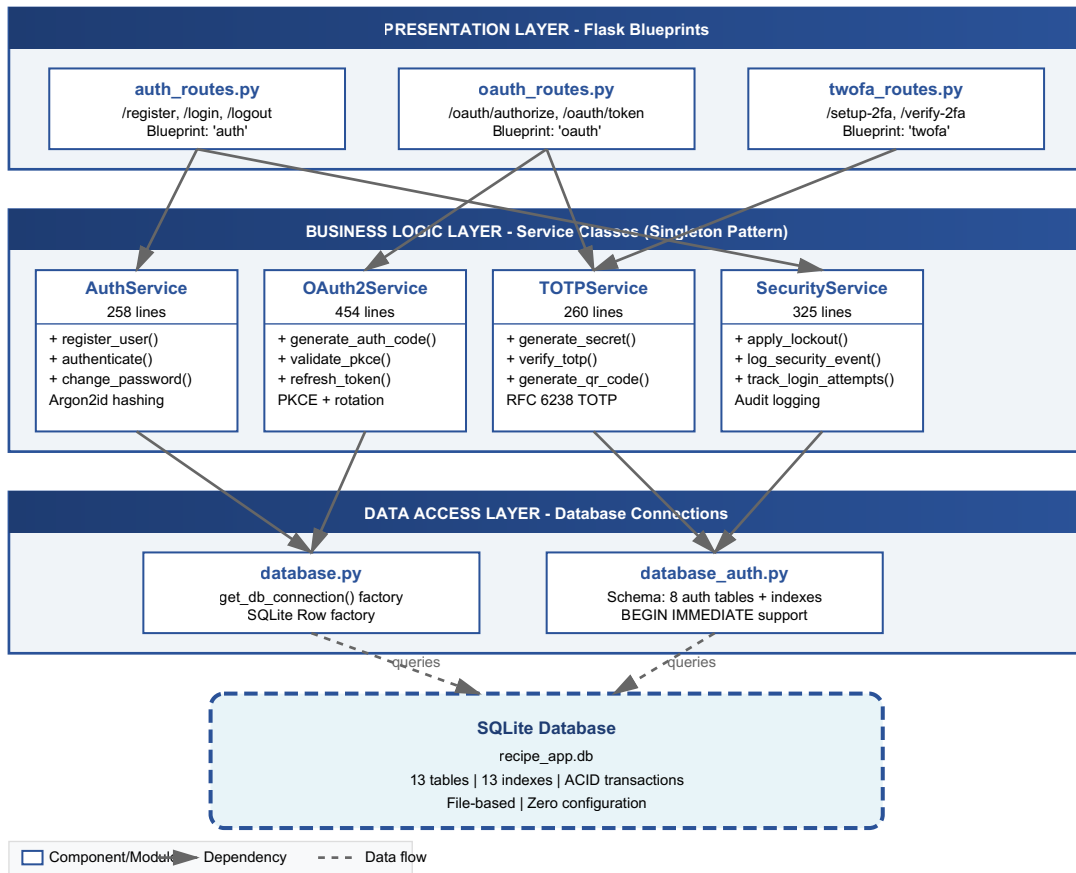 PRESENTATION LAYER - Flask Blueprints
auth_routes.py
/register, /login, /logout
Blueprint: 'auth'
oauth_routes.py
/oauth/authorize, /oauth/token
Blueprint: 'oauth'
twofa_routes.py
/setup-2fa, /verify-2fa
Blueprint: 'twofa'
BUSINESS LOGIC LAYER - Service Classes (Singleton Pattern)
AuthService
258 lines
+ register_user()
+ authenticate()
+ change_password()
Argon2id hashing
OAuth2Service
454 lines
+ generate_auth_code()
+ validate_pkce()
+ refresh_token()
PKCE + rotation
TOTPService
260 lines
+ generate_secret()
+ verify_totp()
+ generate_qr_code()
RFC 6238 TOTP
SecurityService
325 lines
+ apply_lockout()
+ log_security_event()
+ track_login_attempts()
Audit logging
DATA ACCESS LAYER - Database Connections
database.py
get_db_connection() factory
SQLite Row factory
database_auth.py
Schema: 8 auth tables + indexes
BEGIN IMMEDIATE support
queries
queries
SQLite Database
recipe_app.db
13 tables | 13 indexes | ACID transactions
File-based | Zero configuration
Component/Module
Dependency
Data flow